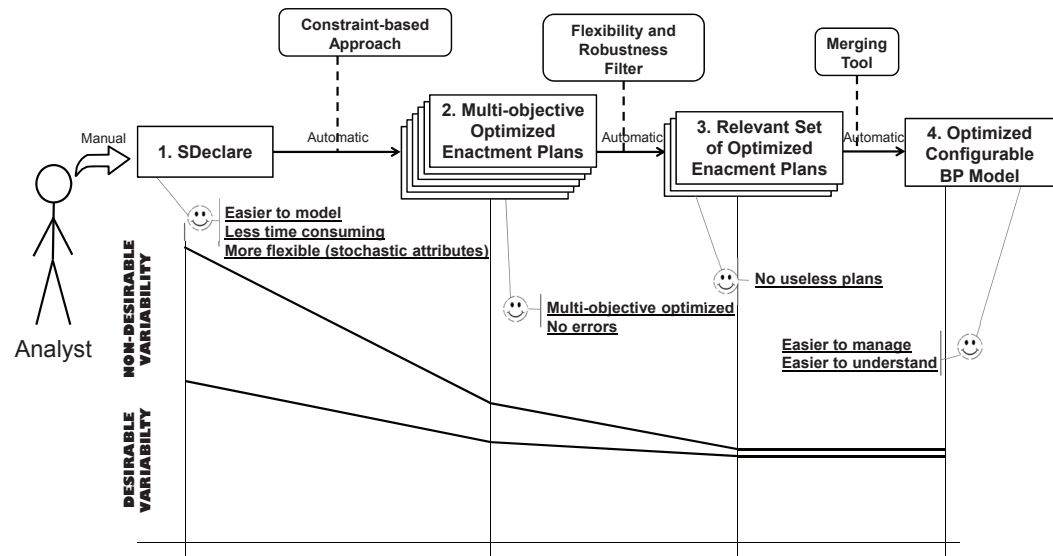 Constraint-based
Approach
Flexibility and
Robustness
Filter
Merging
Tool
Manual
1. SDeclare
Automatic
2. Multi-objective
Optimized
Enactment Plans
Automatic
3. Relevant Set
of Optimized
Enacment Plans
Automatic
4. Optimized
Configurable
BP Model
Easier to model
Less time consuming
More flexible (stochastic attributes)
Multi-objective optimized
No errors
No useless plans
Easier to manage
Easier to understand
Analyst
NON-DESIRABLE
VARIABILITY
DESIRABLE
VARIABILTY